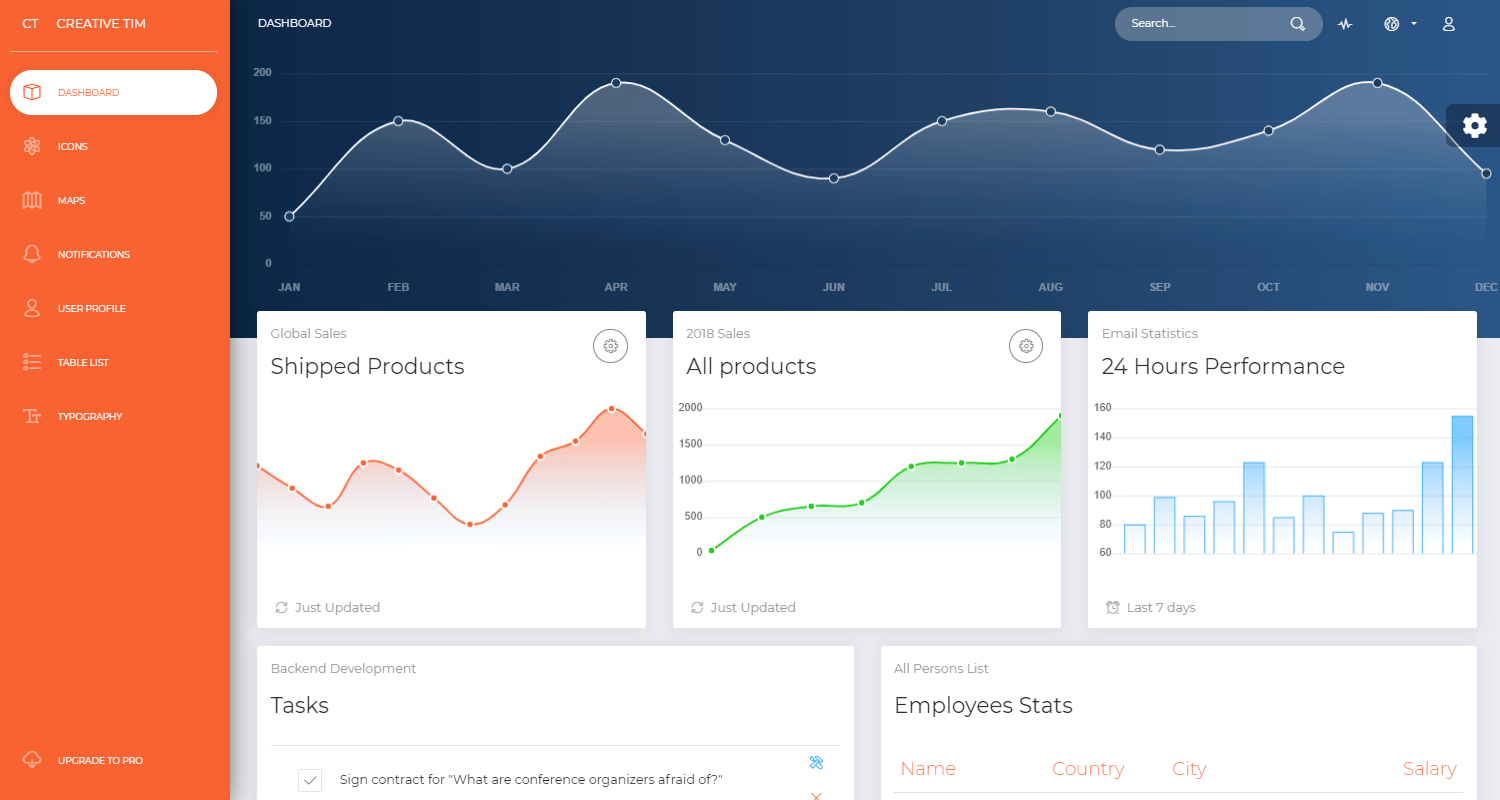 CT CREATIVE TIM
DASHBOARD
ICONS
MAPS
NOTIFICATIONS
USER PROFILE
TABLE LIST
TYPOGRAPHY
UPGRADE TO PRO
DASHBOARD
Search...
200
150
100
50
0
JAN FEB MAR APR MAY JUN JUL AUG SEP OCT NOV DEC
Global Sales
Shipped Products
Just Updated
2018 Sales
All products
2000
1500
1000
500
0
Just Updated
Email Statistics
24 Hours Performance
160
140
120
100
80
60
Last 7 days
Backend Development
Tasks
Sign contract for "What are conference organizers afraid of?"
All Persons List
Employees Stats
Name Country City Salary